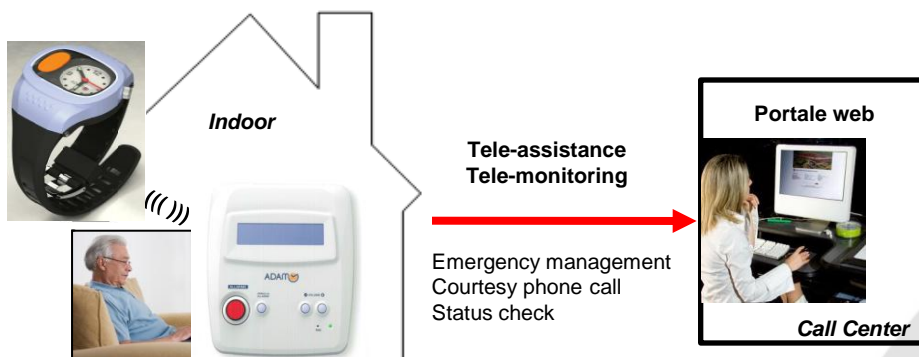 Indoor
ADAMO
Tele-assistance
Tele-monitoring
Emergency management
Courtesy phone call
Status check
Portale web
Call Center